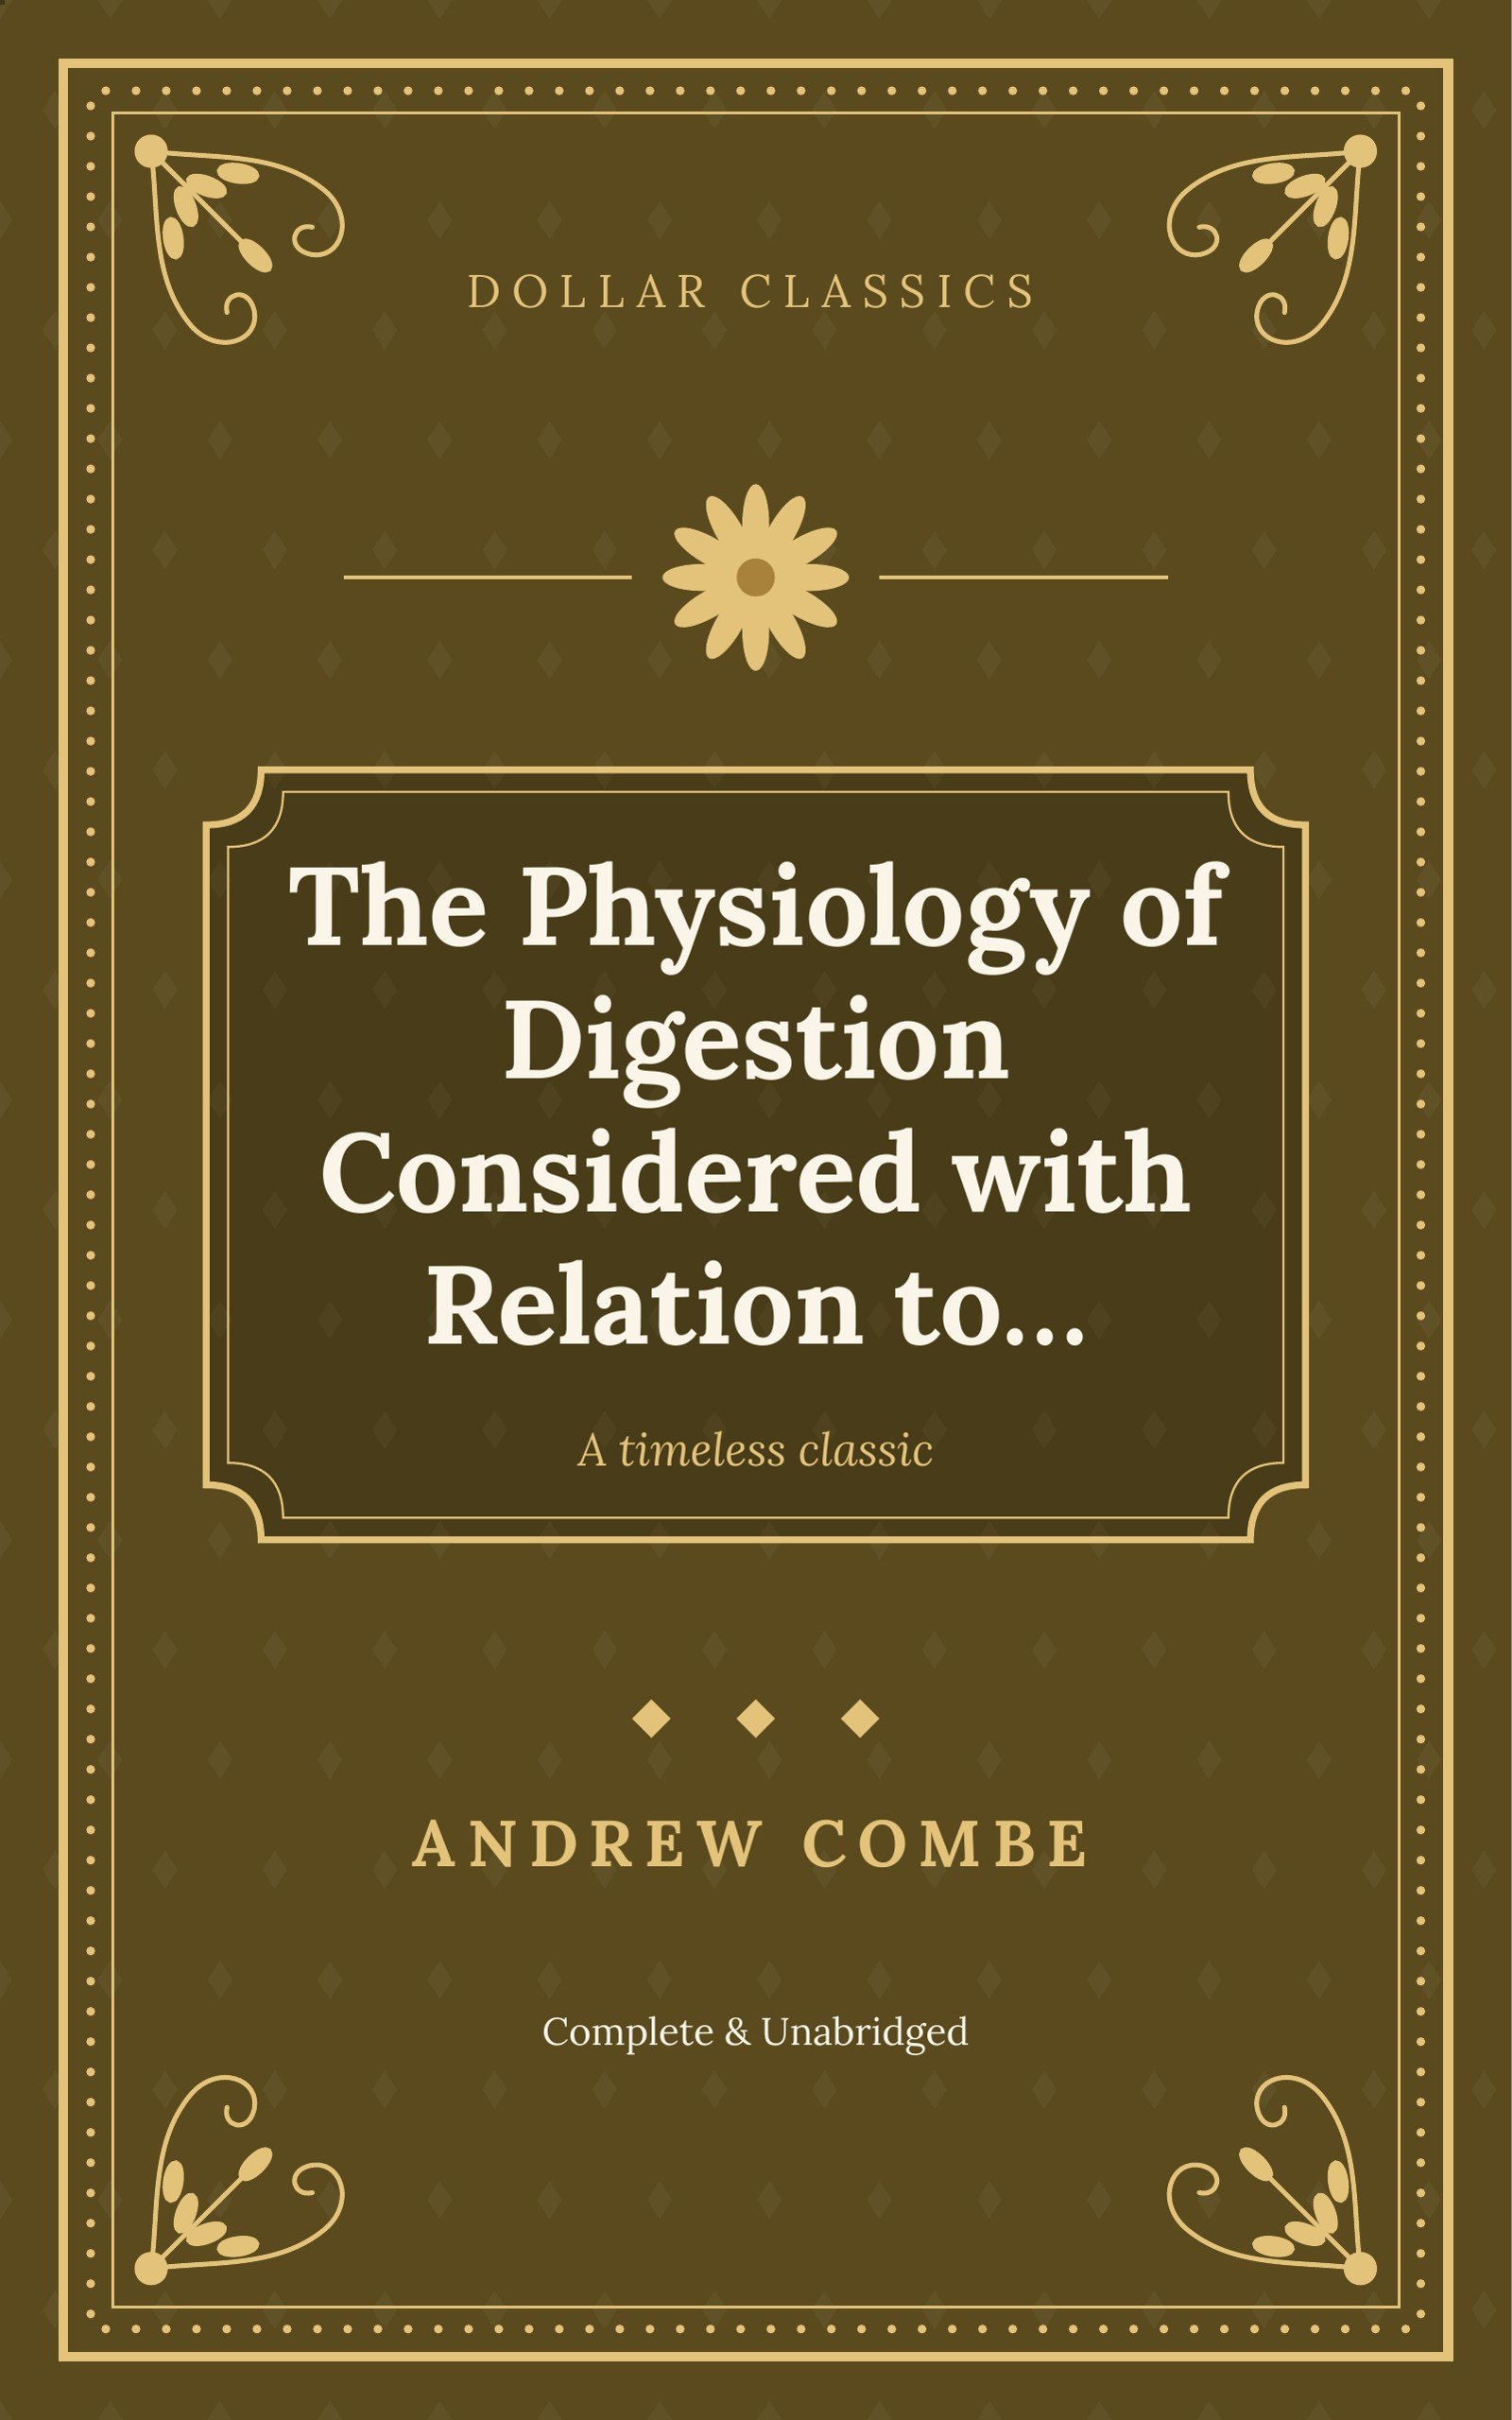 DOLLAR CLASSICS
The Physiology of
Digestion
Considered with
Relation to...
A timeless classic
ANDREW COMBE
Complete & Unabridged